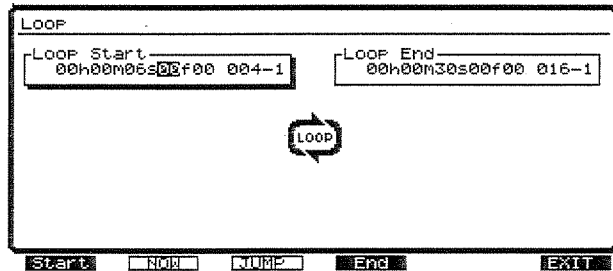 Loop
Loop Start
00h00m06s00f00 004-1
Loop End
00h00m30s00f00 016-1
LOOP
Start NOW JUMP End EXIT